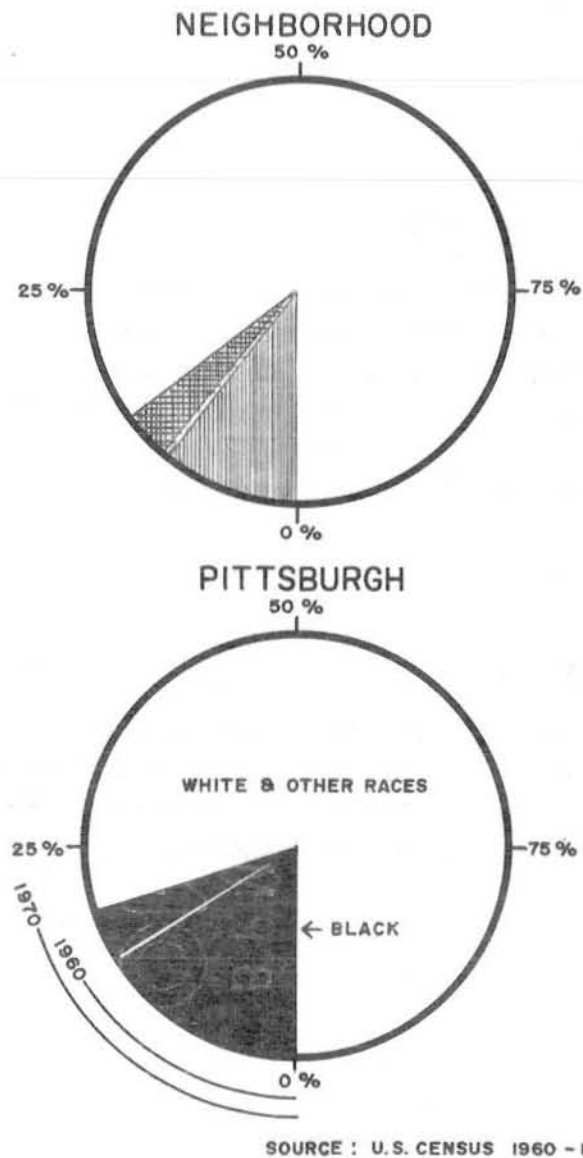 NEIGHBORHOOD
50 %
25 %
75 %
0 %
PITTSBURGH
50 %
WHITE & OTHER RACES
25 %
75 %
← BLACK
1970
1960
0 %
SOURCE : U.S. CENSUS 1960 -